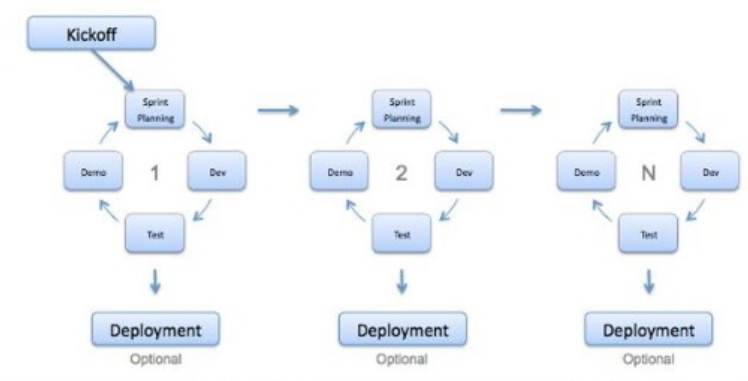 Kickoff
Sprint
Planning
Demo
1
Dev
Test
Deployment
Optional
Sprint
Planning
Demo
2
Dev
Test
Deployment
Optional
Sprint
Planning
Demo
N
Dev
Test
Deployment
Optional